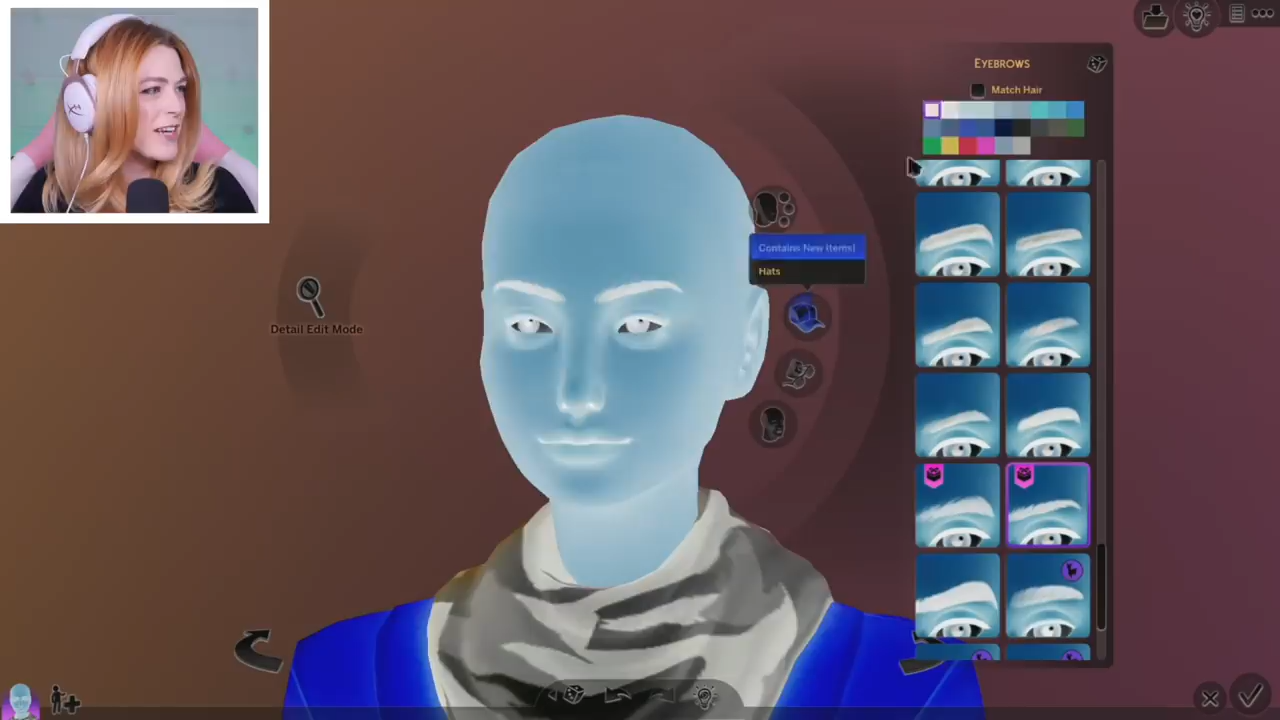 EYEBROWS
Match Hair
Contains New Items!
Hats
Detail Edit Mode